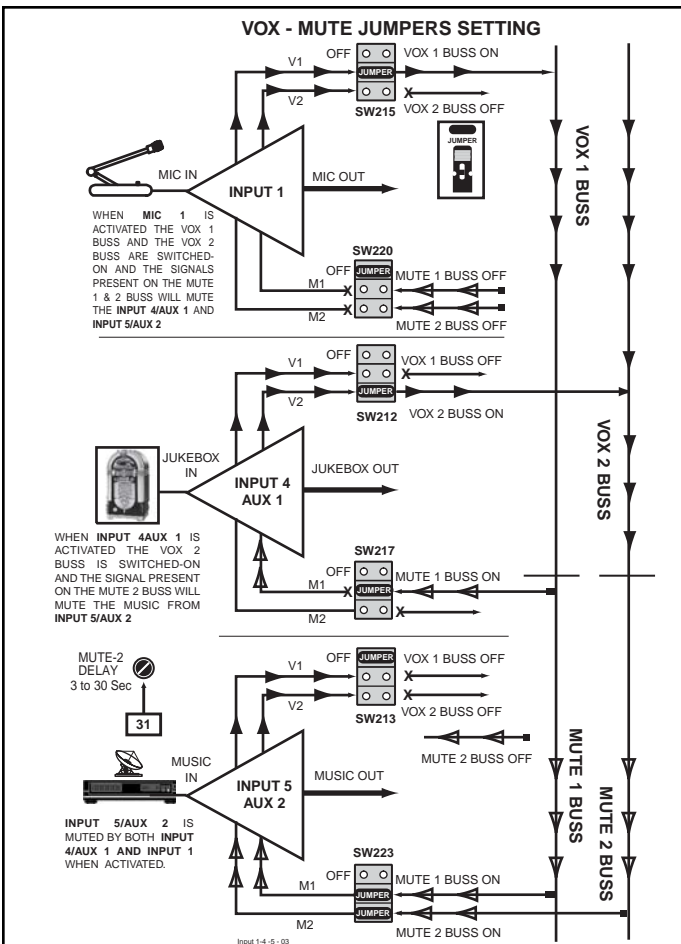 VOX - MUTE JUMPERS SETTING
V1
OFF
VOX 1 BUSS ON
JUMPER
V2
VOX 2 BUSS OFF
SW215
JUMPER
MIC IN
INPUT 1
MIC OUT
VOX 1 BUSS
WHEN MIC 1 IS
ACTIVATED THE VOX 1
BUSS AND THE VOX 2
BUSS ARE SWITCHED-
ON AND THE SIGNALS
PRESENT ON THE MUTE
1 & 2 BUSS WILL MUTE
THE INPUT 4/AUX 1 AND
INPUT 5/AUX 2
SW220
OFF
JUMPER
MUTE 1 BUSS OFF
M1
X
M2
X
MUTE 2 BUSS OFF
V1
OFF
VOX 1 BUSS OFF
X
V2
JUMPER
SW212
VOX 2 BUSS ON
VOX 2 BUSS
JUKEBOX
IN
INPUT 4
AUX 1
JUKEBOX OUT
WHEN INPUT 4AUX 1 IS
ACTIVATED THE VOX 2
BUSS IS SWITCHED-ON
AND THE SIGNAL PRESENT
ON THE MUTE 2 BUSS WILL
MUTE THE MUSIC FROM
INPUT 5/AUX 2
SW217
OFF
MUTE 1 BUSS ON
M1
X
JUMPER
M2
X
MUTE-2
DELAY
3 to 30 Sec
31
V1
OFF
JUMPER
VOX 1 BUSS OFF
X
V2
X
VOX 2 BUSS OFF
SW213
MUTE 2 BUSS OFF
MUSIC
IN
INPUT 5
AUX 2
MUSIC OUT
MUTE 1 BUSS
MUTE 2 BUSS
INPUT 5/AUX 2 IS
MUTED BY BOTH INPUT
4/AUX 1 AND INPUT 1
WHEN ACTIVATED.
SW223
OFF
MUTE 1 BUSS ON
M1
JUMPER
M2
JUMPER
MUTE 2 BUSS ON
Input 1-4 -5 - 03